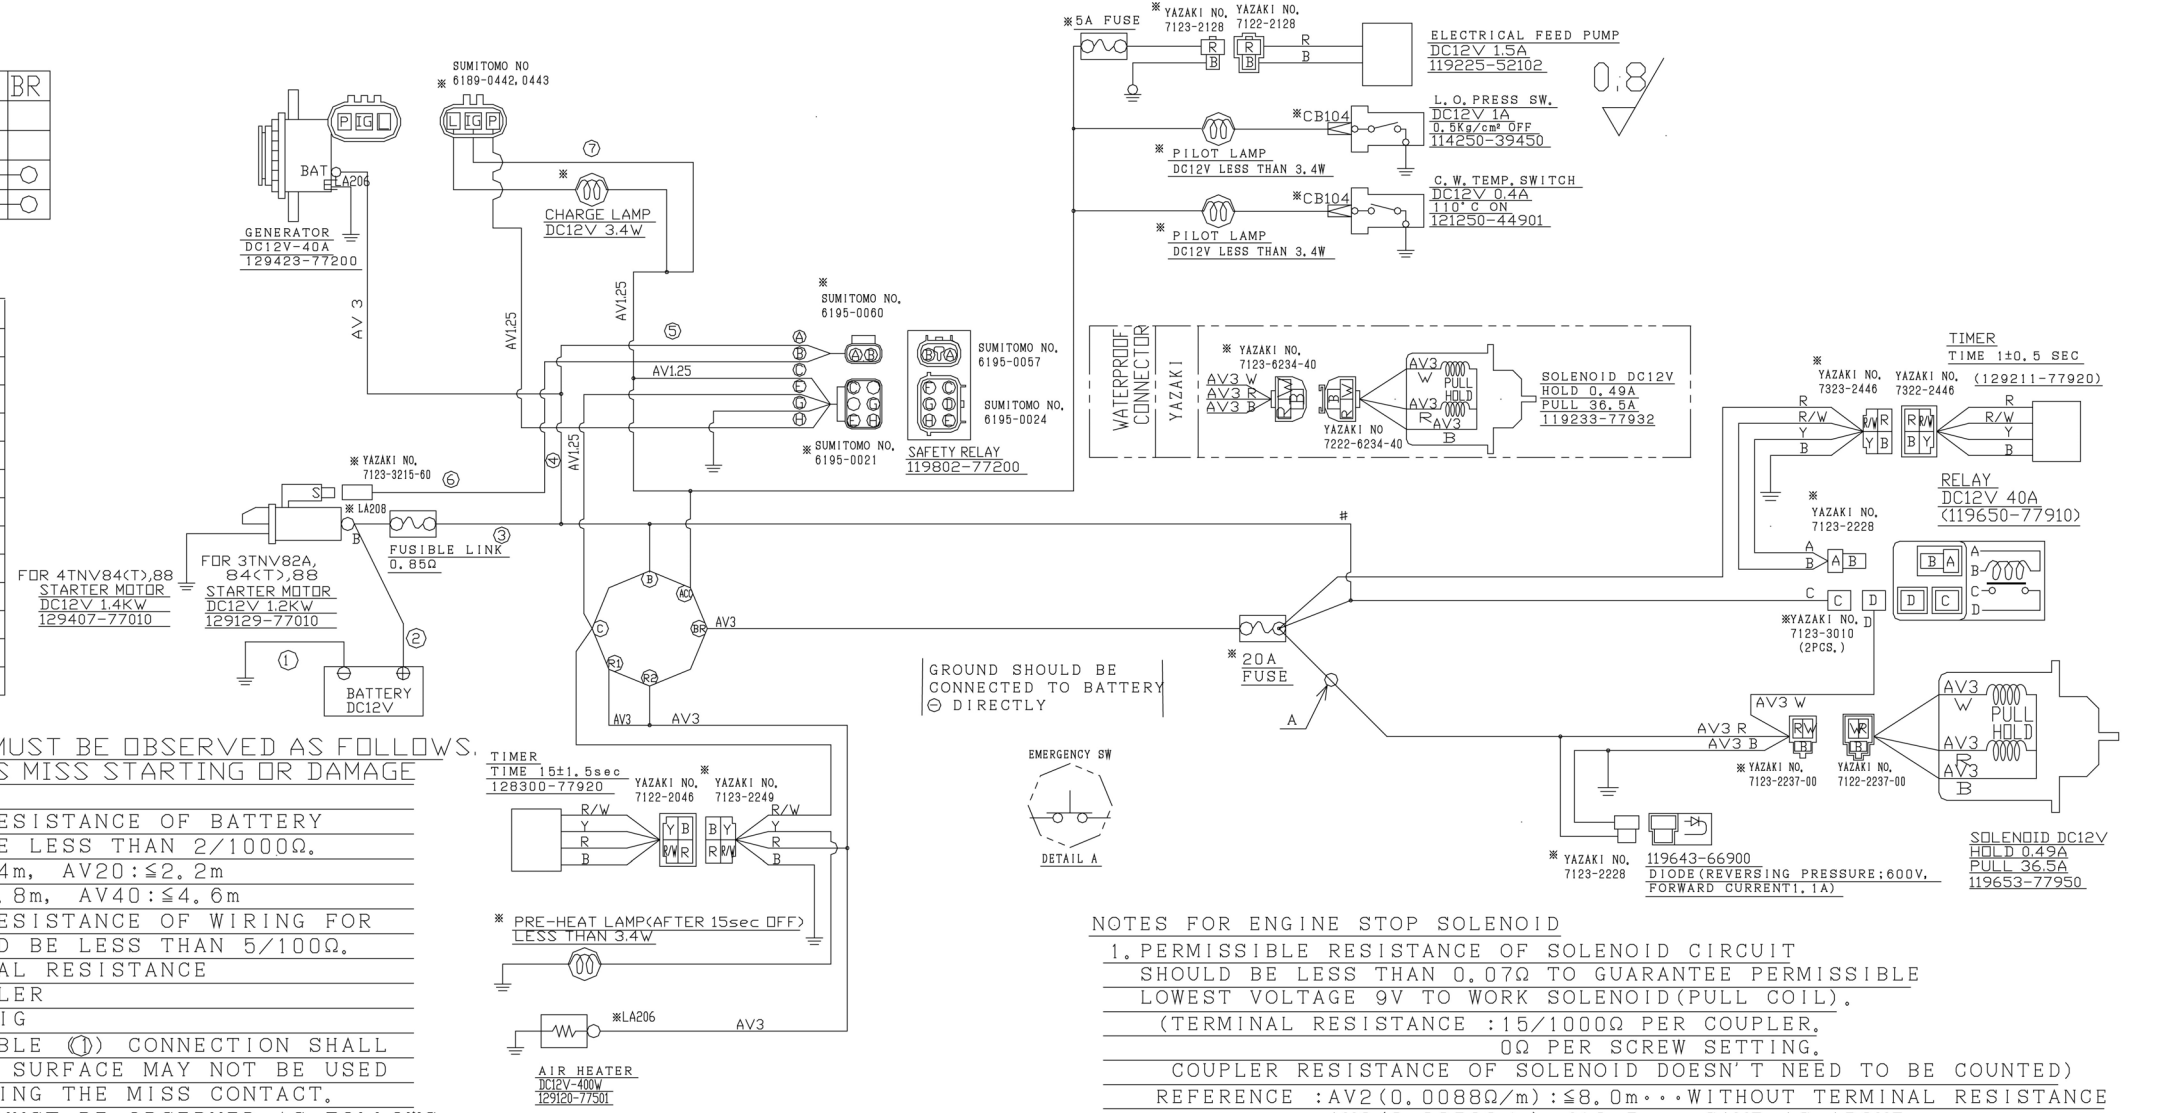 BR
P IG L
BAT
LA206
GENERATOR
DC12V-40A
129423-77200
SUMITOMO NO
※ 6189-0442, 0443
L IG P
⑦
※
CHARGE LAMP
DC12V 3.4W
AV 3
AV1.25
AV1.25
※
SUMITOMO NO.
6195-0060
⑤
A
B
C
E
G
H
AV1.25
A B
※ SUMITOMO NO.
6195-0021
SUMITOMO NO.
6195-0057
SUMITOMO NO.
6195-0024
SAFETY RELAY
119802-77200
④
AV1.25
※ YAZAKI NO.
7123-3215-60
⑥
S
※ LA208
B
FUSIBLE LINK
0.85Ω
③
FOR 4TNV84(T),88
STARTER MOTOR
DC12V 1.4KW
129407-77010
FOR 3TNV82A,
84(T),88
STARTER MOTOR
DC12V 1.2KW
129129-77010
①
②
BATTERY
DC12V
B
ACC
C
BR
R1
R2
AV3
AV3
AV3
※5A FUSE
※ YAZAKI NO.
7123-2128
YAZAKI NO.
7122-2128
R
B
R
B
R
B
ELECTRICAL FEED PUMP
DC12V 1.5A
119225-52102
0.8
※CB104
L.O.PRESS SW.
DC12V 1A
0.5Kg/cm² OFF
114250-39450
※ PILOT LAMP
DC12V LESS THAN 3.4W
※CB104
C.W.TEMP.SWITCH
DC12V 0.4A
110°C ON
121250-44901
※ PILOT LAMP
DC12V LESS THAN 3.4W
WATERPROOF
CONNECTOR
YAZAKI
※ YAZAKI NO.
7123-6234-40
AV3 W
AV3 R
AV3 B
YAZAKI NO
7222-6234-40
AV3
W
AV3
R
AV3
B
PULL
HOLD
SOLENOID DC12V
HOLD 0.49A
PULL 36.5A
119233-77932
TIMER
TIME 1±0.5 SEC
(129211-77920)
※
YAZAKI NO.
7323-2446
YAZAKI NO.
7322-2446
R
R/W
Y
B
R/W R
Y B
R R/W
B Y
R
R/W
Y
B
RELAY
DC12V 40A
(119650-77910)
※
YAZAKI NO.
7123-2228
A
B
A B
B A
A
B
C
D
C
C
D
D C
※YAZAKI NO.
7123-3010
(2PCS.)
D
#
※ 20A
FUSE
A
GROUND SHOULD BE
CONNECTED TO BATTERY
⊖ DIRECTLY
EMERGENCY SW
DETAIL A
AV3 W
AV3 R
AV3 B
R W
B
W R
B
※ YAZAKI NO.
7123-2237-00
YAZAKI NO.
7122-2237-00
AV3
W
AV3
R
AV3
B
PULL
HOLD
SOLENOID DC12V
HOLD 0.49A
PULL 36.5A
119653-77950
※ YAZAKI NO.
7123-2228
119643-66900
DIODE(REVERSING PRESSURE;600V,
FORWARD CURRENT1.1A)
TIMER
TIME 15±1.5sec
128300-77920
YAZAKI NO.
7122-2046
※
YAZAKI NO.
7123-2249
R/W
Y
R
B
Y B
R/W R
B Y
R R/W
R/W
Y
R
B
※ PRE-HEAT LAMP(AFTER 15sec OFF)
LESS THAN 3.4W
※LA206
AV3
AIR HEATER
DC12V-400W
129120-77501
MUST BE OBSERVED AS FOLLOWS.
S MISS STARTING OR DAMAGE
ESISTANCE OF BATTERY
E LESS THAN 2/1000Ω.
4m, AV20:≦2.2m
.8m, AV40:≦4.6m
ESISTANCE OF WIRING FOR
D BE LESS THAN 5/100Ω.
AL RESISTANCE
LER
IG
BLE (①) CONNECTION SHALL
SURFACE MAY NOT BE USED
ING THE MISS CONTACT.
NOTES FOR ENGINE STOP SOLENOID
1. PERMISSIBLE RESISTANCE OF SOLENOID CIRCUIT
SHOULD BE LESS THAN 0.07Ω TO GUARANTEE PERMISSIBLE
LOWEST VOLTAGE 9V TO WORK SOLENOID(PULL COIL).
(TERMINAL RESISTANCE :15/1000Ω PER COUPLER.
0Ω PER SCREW SETTING.
COUPLER RESISTANCE OF SOLENOID DOESN'T NEED TO BE COUNTED)
REFERENCE :AV2(0.0088Ω/m):≦8.0m···WITHOUT TERMINAL RESISTANCE